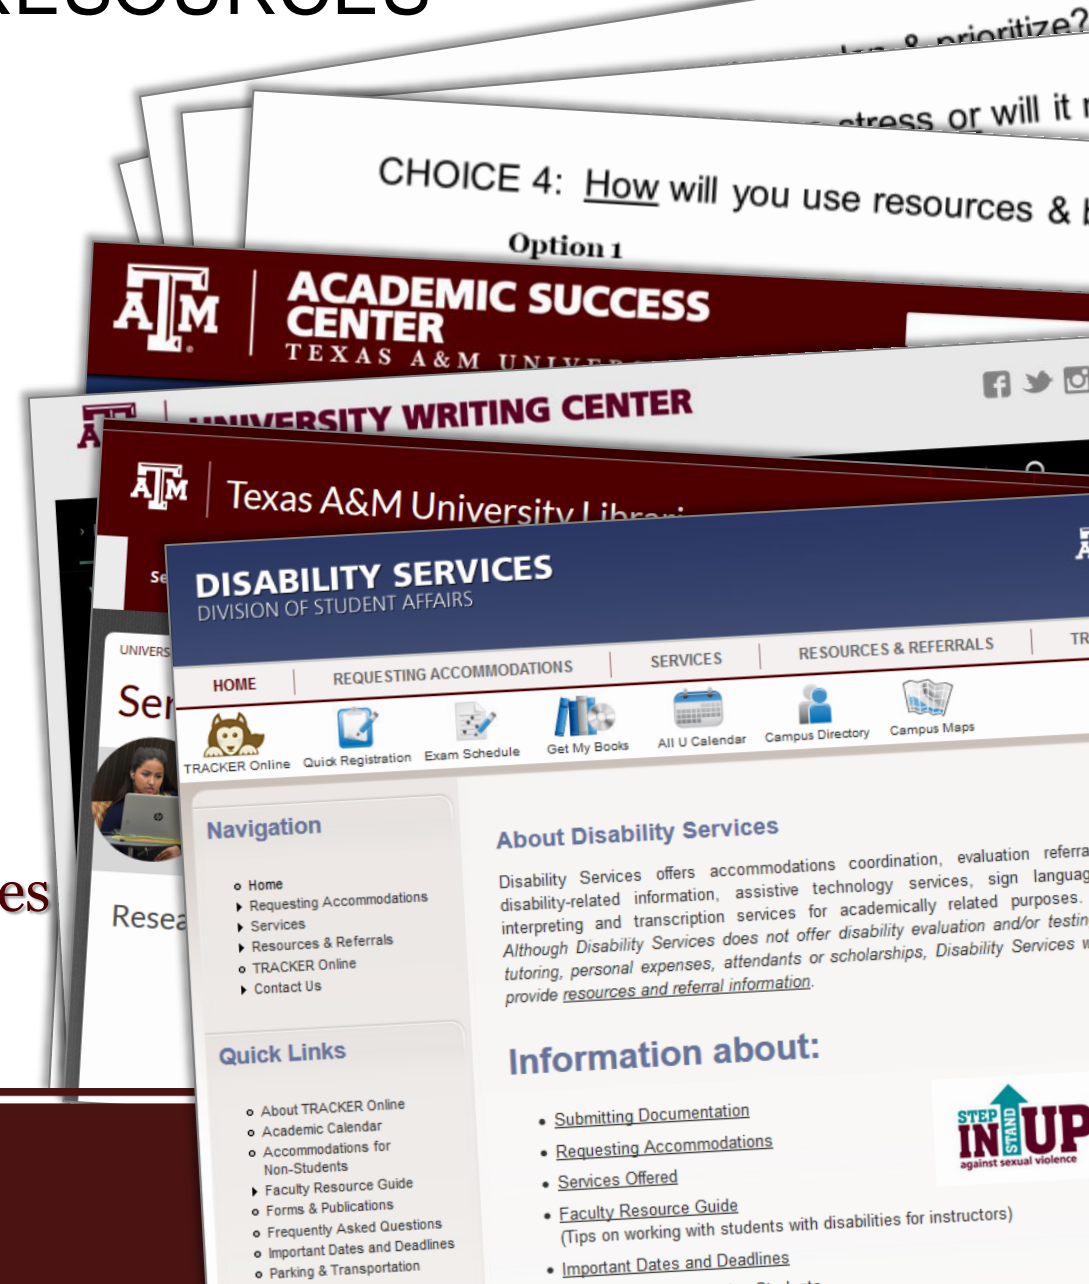 RESOURCES
& prioritize?
stress or will it
CHOICE 4: How will you use resources &
Option 1
ACADEMIC SUCCESS
CENTER
TEXAS A&M
UNIVERSITY WRITING CENTER
Texas A&M University
DISABILITY SERVICES
DIVISION OF STUDENT AFFAIRS
HOME
REQUESTING ACCOMMODATIONS
SERVICES
RESOURCES & REFERRALS
TRACKER Online
Quick Registration
Exam Schedule
Get My Books
All U Calendar
Campus Directory
Campus Maps
Navigation
Home
Requesting Accommodations
Services
Resources & Referrals
TRACKER Online
Contact Us
Quick Links
About TRACKER Online
Academic Calendar
Accommodations for
Non-Students
Faculty Resource Guide
Forms & Publications
Frequently Asked Questions
Important Dates and Deadlines
Parking & Transportation
About Disability Services
Disability Services offers accommodations coordination, evaluation
disability-related information, assistive technology services, sign
interpreting and transcription services for academically related purposes.
Although Disability Services does not offer disability evaluation and/or
tutoring, personal expenses, attendants or scholarships, Disability Services
provide resources and referral information.
Information about:
Submitting Documentation
Requesting Accommodations
Services Offered
Faculty Resource Guide
(Tips on working with students with disabilities for instructors)
Important Dates and Deadlines
STEP
IN STAND UP
against sexual violence